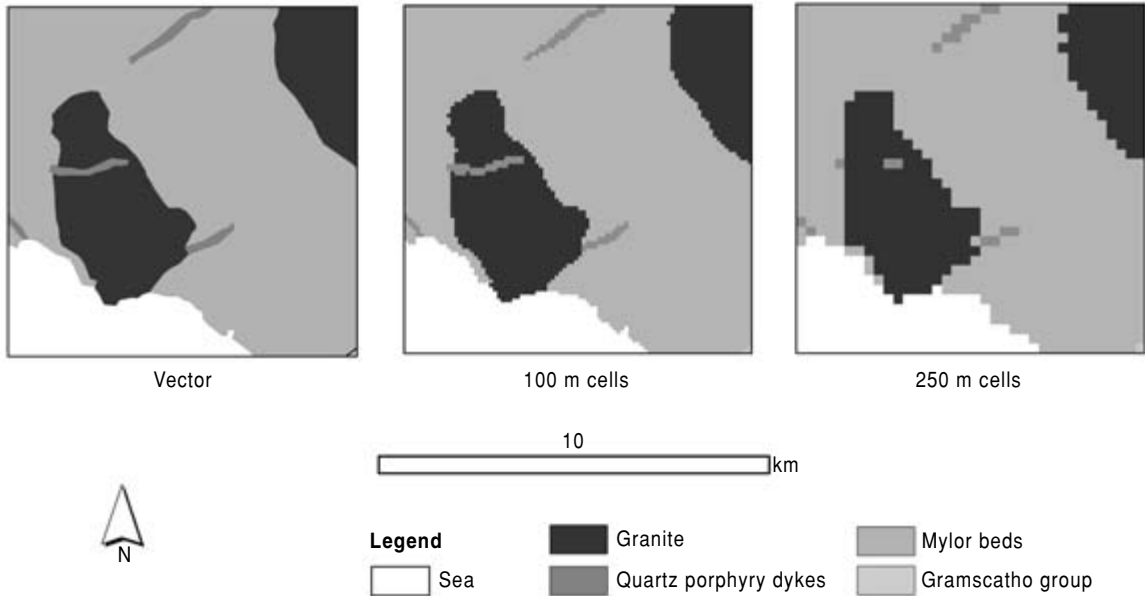 Vector
100 m cells
250 m cells
10
km
N
Legend
Granite
Mylor beds
Sea
Quartz porphyry dykes
Gramscatho group